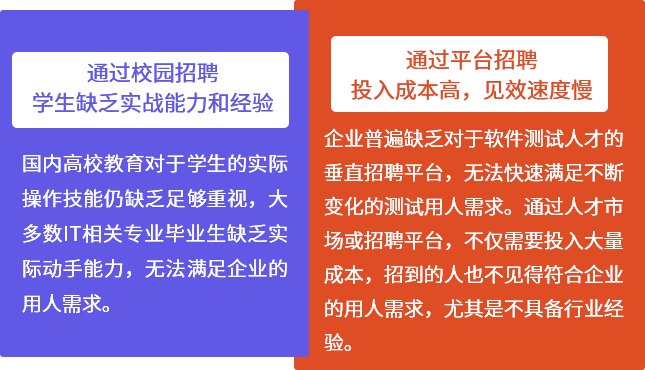 通过校园招聘
学生缺乏实战能力和经验
国内高校教育对于学生的实际
操作技能仍缺乏足够重视，大
多数IT相关专业毕业生缺乏实
际动手能力，无法满足企业的
用人需求。
通过平台招聘
投入成本高，见效速度慢
企业普遍缺乏对于软件测试人才的
垂直招聘平台，无法快速满足不断
变化的测试用人需求。通过人才市
场或招聘平台，不仅需要投入大量
成本，招到的人也不见得符合企业
的用人需求，尤其是不具备行业经
验。